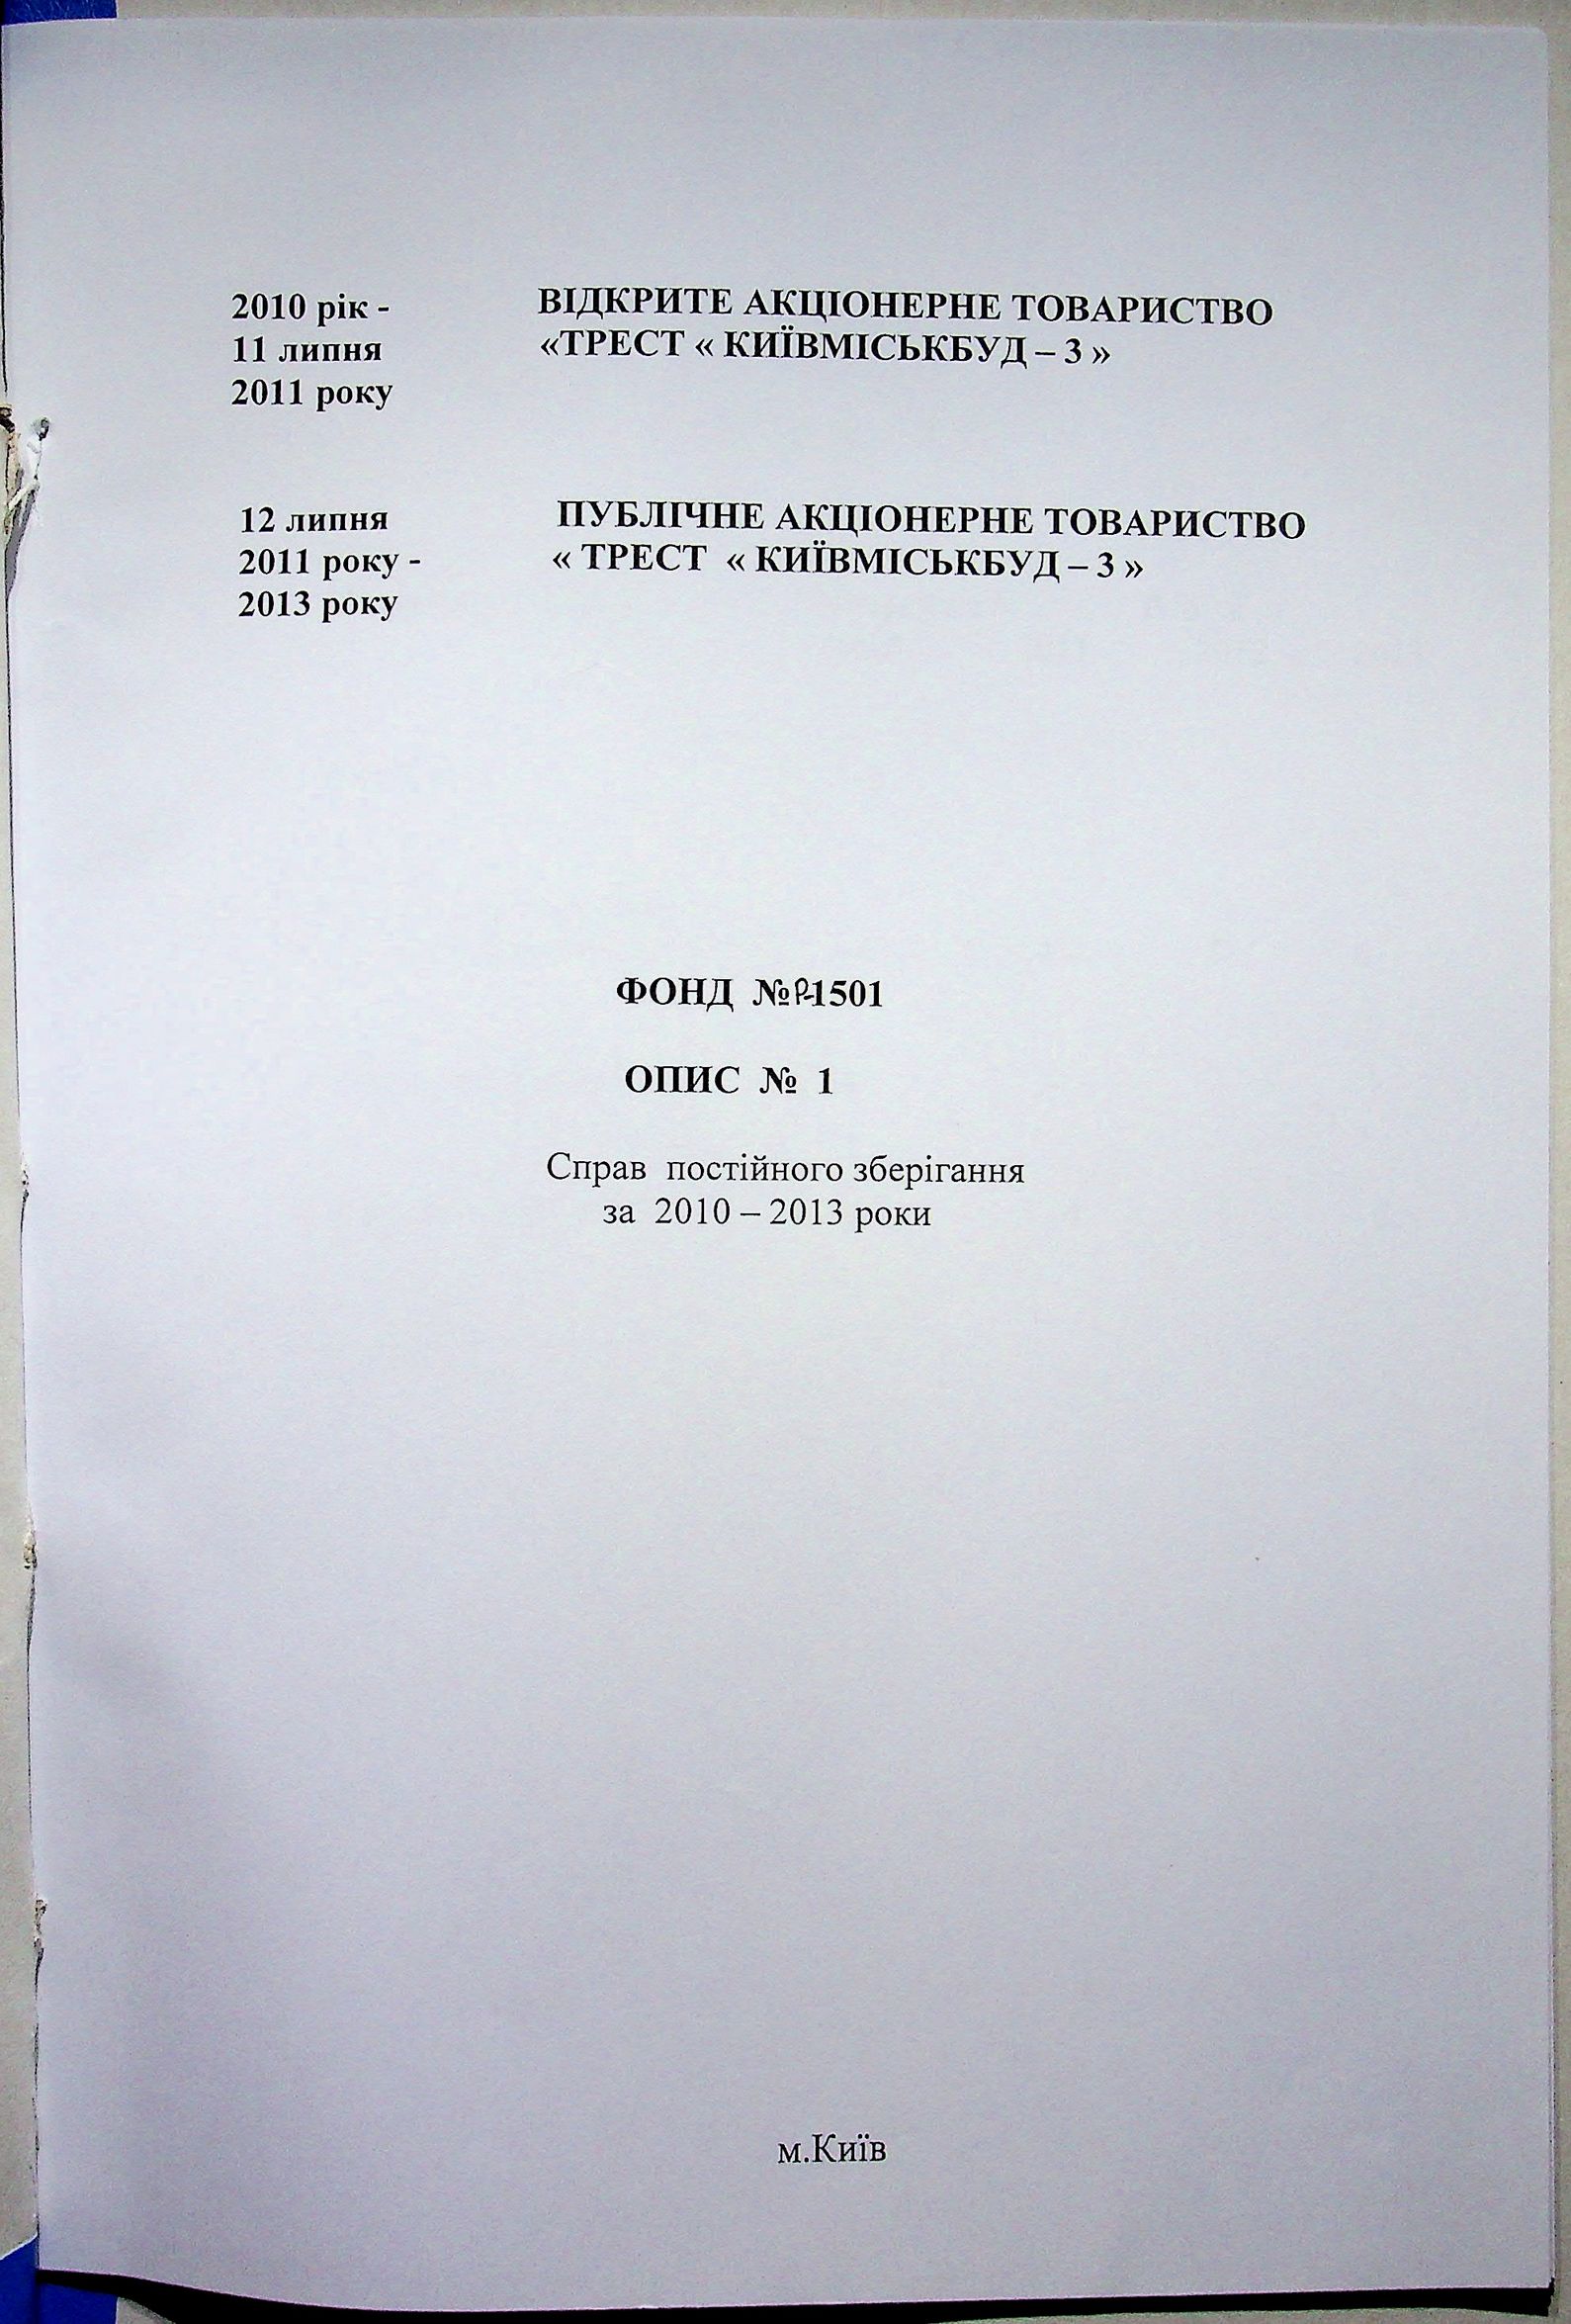 2010 рік - ВІДКРИТЕ АКЦІОНЕРНЕ ТОВАРИСТВО
11 липня «ТРЕСТ « КИЇВМІСЬКБУД – 3 »
2011 року
12 липня ПУБЛІЧНЕ АКЦІОНЕРНЕ ТОВАРИСТВО
2011 року - « ТРЕСТ « КИЇВМІСЬКБУД – 3 »
2013 року
ФОНД №Р-1501
ОПИС № 1
Справ постійного зберігання
за 2010 – 2013 роки
м.Київ